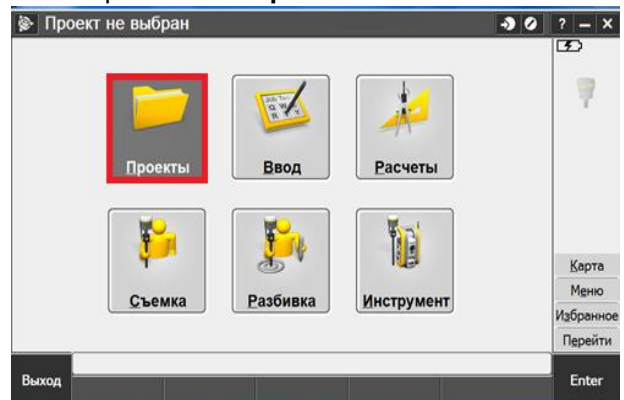 Проект не выбран ? – X
Проекты Ввод Расчеты
Съемка Разбивка Инструмент
Карта
Меню
Избранное
Перейти
Выход Enter